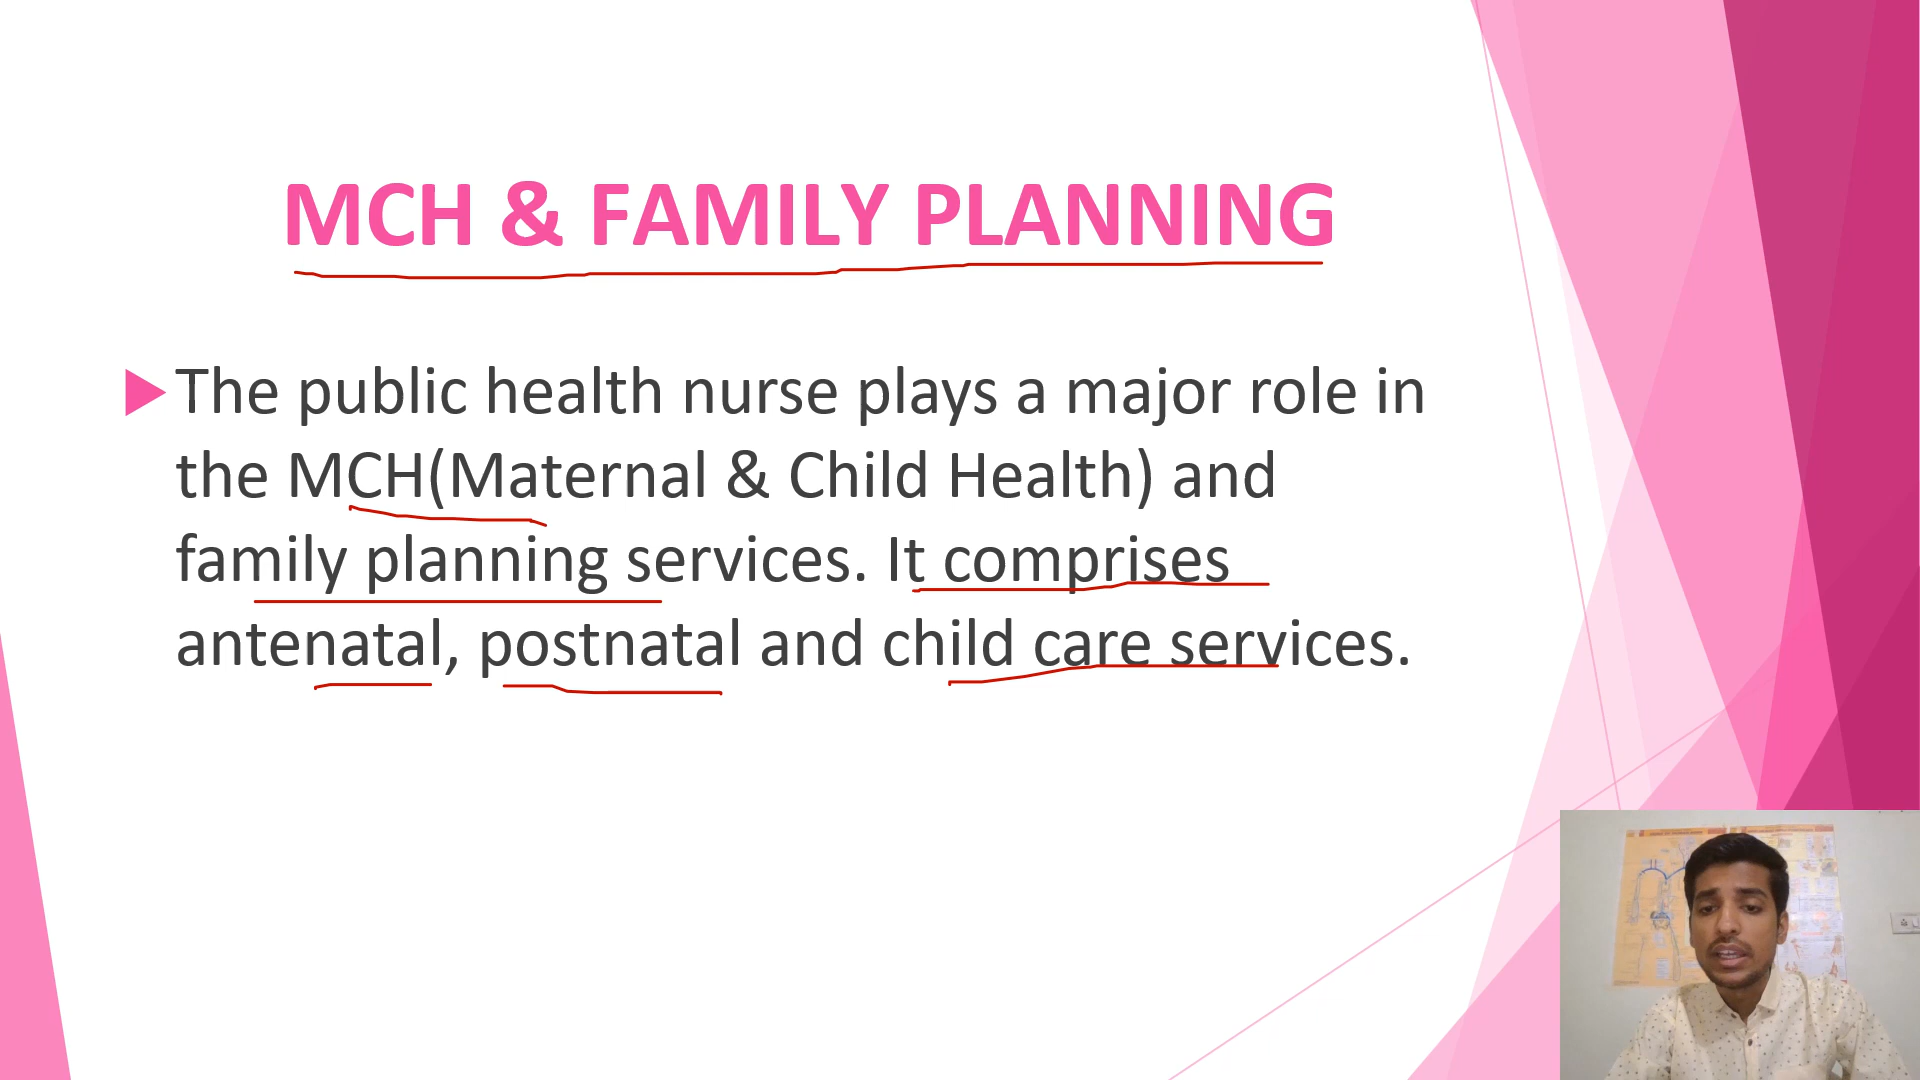 MCH & FAMILY PLANNING
The public health nurse plays a major role in
the MCH(Maternal & Child Health) and
family planning services. It comprises
antenatal, postnatal and child care services.